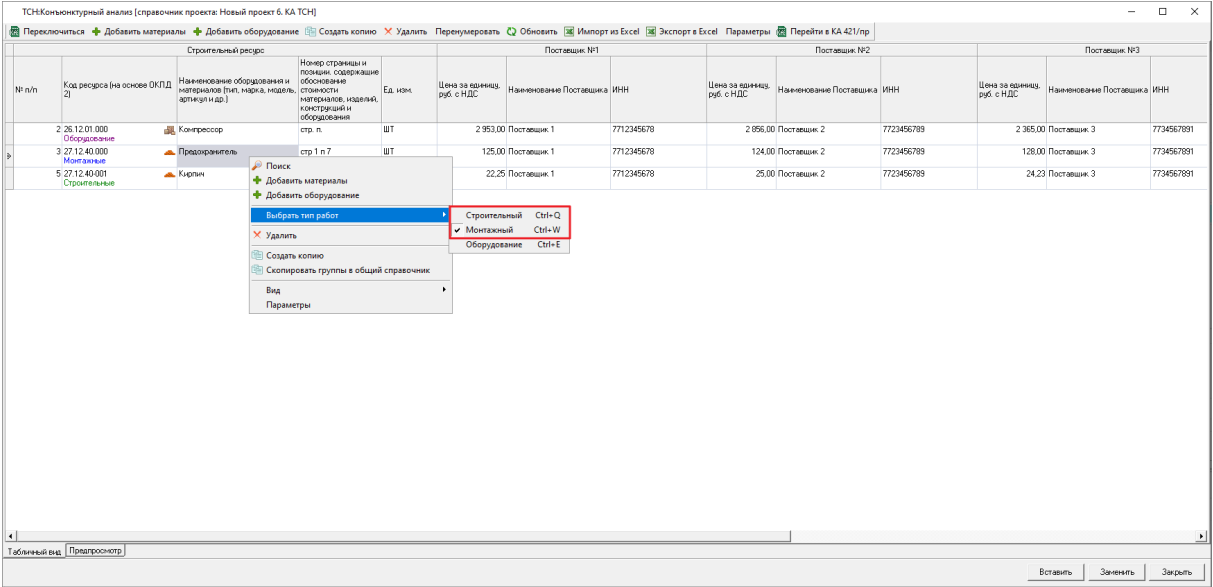 ТСН:Конъюнктурный анализ [справочник проекта: Новый проект 6. КА ТСН]
Переключиться Добавить материалы Добавить оборудование Создать копию Удалить Перенумеровать Обновить Импорт из Excel Экспорт в Excel Параметры Перейти в КА 421/пр
Строительный ресурс Поставщик №1 Поставщик №2 Поставщик №3
№ п/п
Код ресурса (на основе ОКПД 2)
Наименование оборудования и материалов (тип, марка, модель, артикул и др.)
Номер страницы и позиции, содержащие обоснование стоимости материалов, изделий, конструкций и оборудования
Ед. изм.
Цена за единицу, руб. с НДС Наименование Поставщика ИНН
Цена за единицу, руб. с НДС Наименование Поставщика ИНН
Цена за единицу, руб. с НДС Наименование Поставщика ИНН
2 26.12.01.000 Компрессор стр. п. ШТ 2 953,00 Поставщик 1 7712345678 2 856,00 Поставщик 2 7723456789 2 365,00 Поставщик 3 7734567891
Оборудование
3 27.12.40.000 Предохранитель стр 1 п 7 ШТ 125,00 Поставщик 1 7712345678 124,00 Поставщик 2 7723456789 128,00 Поставщик 3 7734567891
Монтажные
5 27.12.40-001 Кирпич ШТ 22,25 Поставщик 1 7712345678 25,00 Поставщик 2 7723456789 24,23 Поставщик 3 7734567891
Строительные
Поиск
Добавить материалы
Добавить оборудование
Выбрать тип работ
Строительный Ctrl+Q
Монтажный Ctrl+W
Оборудование Ctrl+E
Удалить
Создать копию
Скопировать группы в общий справочник
Вид
Параметры
Табличный вид Предпросмотр
Вставить Заменить Закрыть